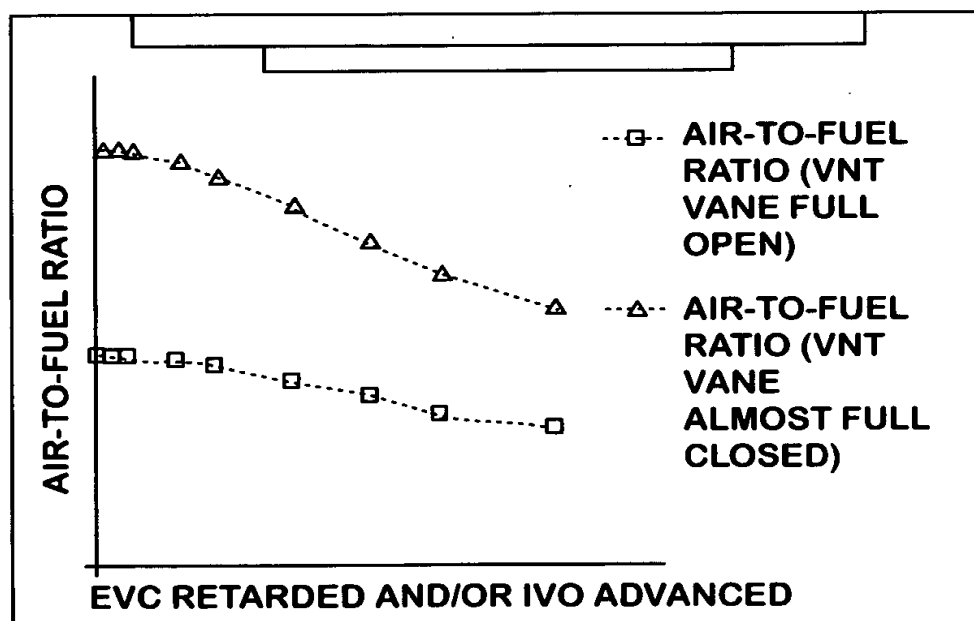 AIR-TO-FUEL RATIO
AIR-TO-FUEL
RATIO (VNT
VANE FULL
OPEN)
AIR-TO-FUEL
RATIO (VNT
VANE
ALMOST FULL
CLOSED)
EVC RETARDED AND/OR IVO ADVANCED